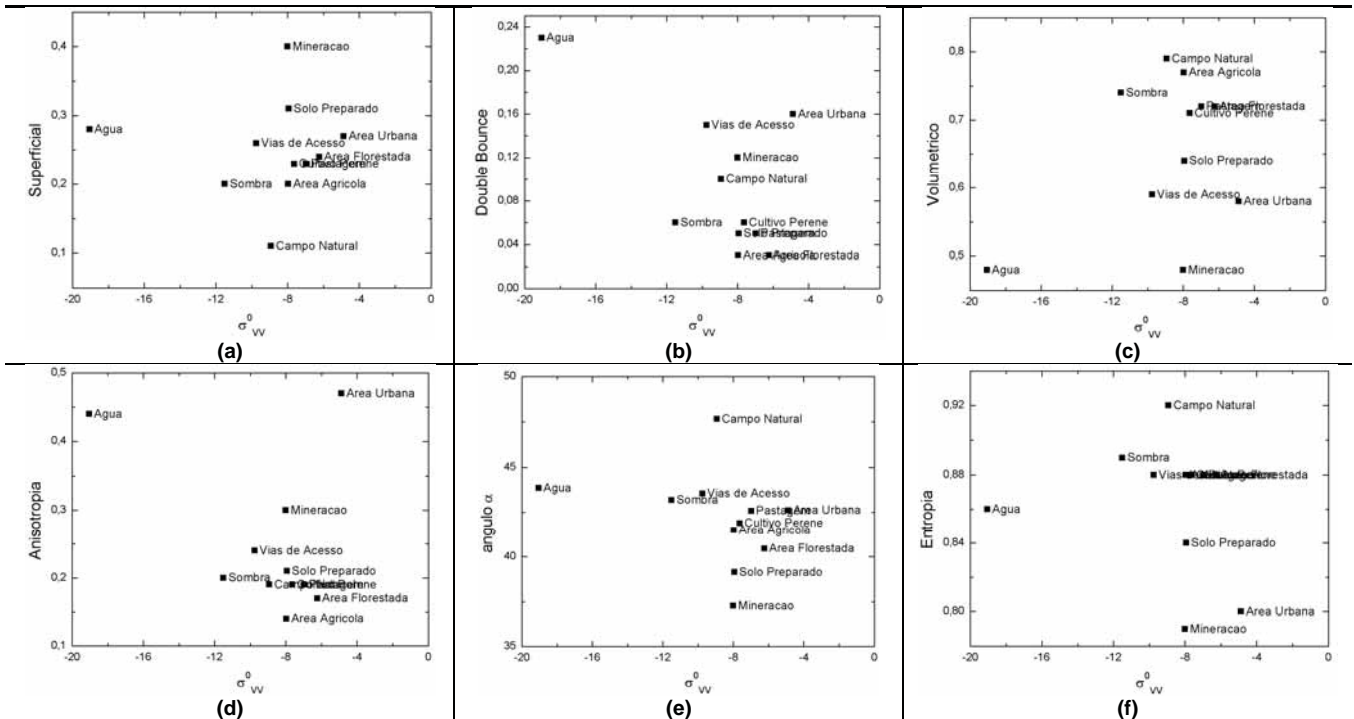 Superficial
0,4
0,3
0,2
0,1
Mineracao
Solo Preparado
Agua
Area Urbana
Vias de Acesso
Area Florestada
Perene
Sombra
Area Agricola
Campo Natural
-20 -16 -12 -8 -4 0
σ⁰VV
(a)
Double Bounce
0,24
0,20
0,16
0,12
0,08
0,04
0,00
Agua
Area Urbana
Vias de Acesso
Mineracao
Campo Natural
Sombra
Cultivo Perene
Area Florestada
-20 -16 -12 -8 -4 0
σ⁰VV
(b)
Volumetrico
0,8
0,7
0,6
0,5
Campo Natural
Area Agricola
Sombra
Area Florestada
Cultivo Perene
Solo Preparado
Vias de Acesso
Area Urbana
Agua
Mineracao
-20 -16 -12 -8 -4 0
σ⁰VV
(c)
Anisotropia
0,5
0,4
0,3
0,2
0,1
Area Urbana
Agua
Mineracao
Vias de Acesso
Solo Preparado
Sombra
Perene
Area Florestada
Area Agricola
-20 -16 -12 -8 -4 0
σ⁰VV
(d)
angulo α
50
45
40
35
Campo Natural
Agua
Vias de Acesso
Sombra
Pastagem
Area Urbana
Cultivo Perene
Area Agricola
Area Florestada
Solo Preparado
Mineracao
-20 -16 -12 -8 -4 0
σ⁰VV
(e)
Entropia
0,92
0,88
0,84
0,80
Campo Natural
Sombra
Vias
Florestada
Agua
Solo Preparado
Area Urbana
Mineracao
-20 -16 -12 -8 -4 0
σ⁰VV
(f)